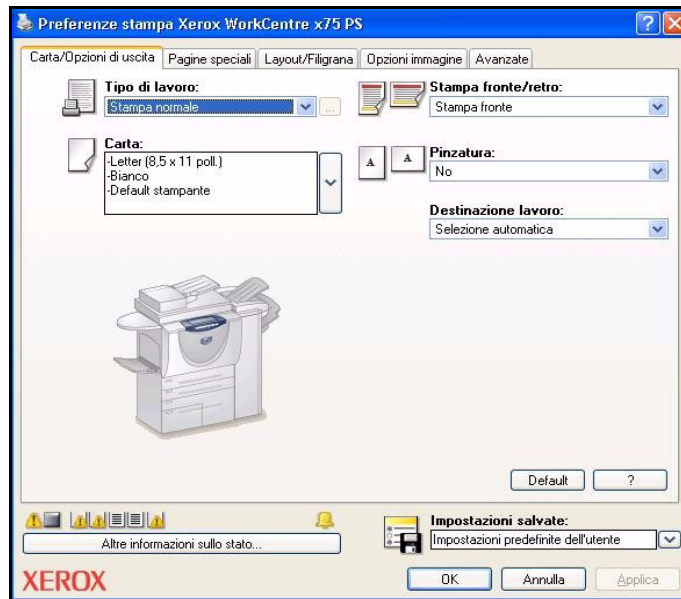 Preferenze stampa Xerox WorkCentre x75 PS
Carta/Opzioni di uscita
Pagine speciali
Layout/Filigrana
Opzioni immagine
Avanzate
Tipo di lavoro:
Stampa normale
...
Stampa fronte/retro:
Stampa fronte
Carta:
-Letter (8,5 x 11 poll.)
-Bianco
-Default stampante
A
A
Pinzatura:
No
Destinazione lavoro:
Selezione automatica
Default
?
Altre informazioni sullo stato...
Impostazioni salvate:
Impostazioni predefinite dell'utente
XEROX
OK
Annulla
Applica